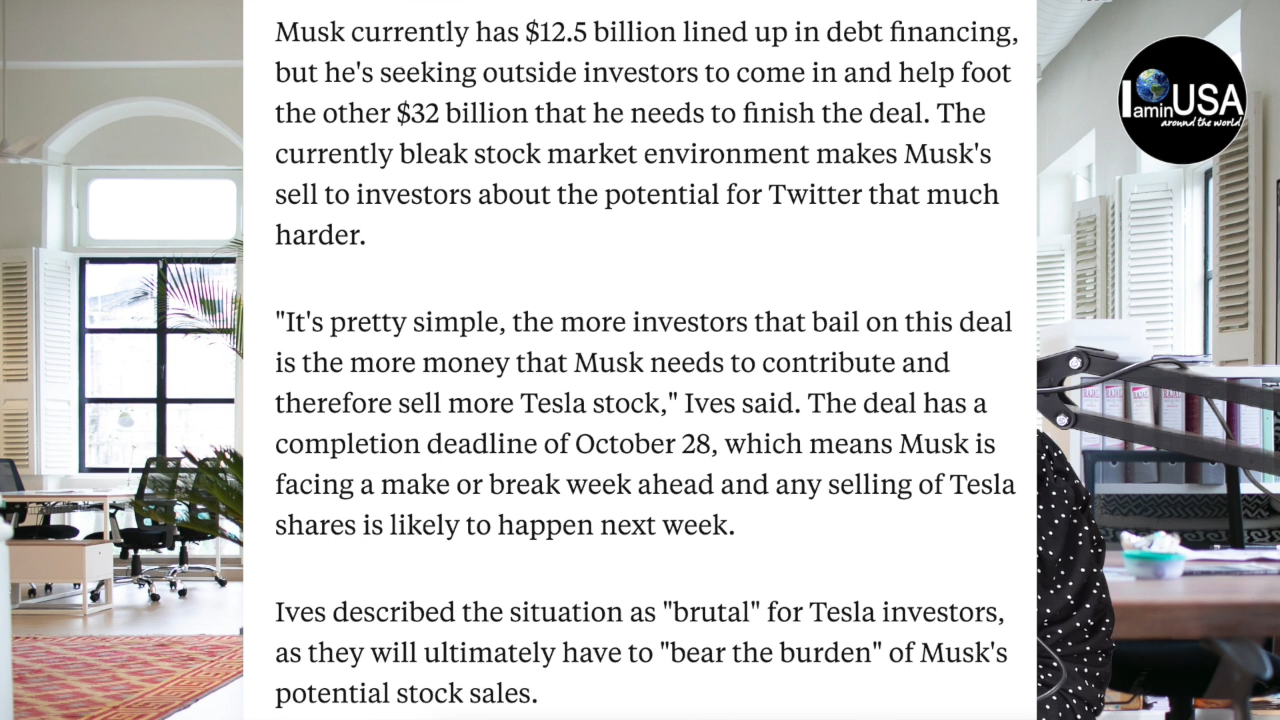 Musk currently has $12.5 billion lined up in debt financing,
but he's seeking outside investors to come in and help foot
the other $32 billion that he needs to finish the deal. The
currently bleak stock market environment makes Musk's
sell to investors about the potential for Twitter that much
harder.
"It's pretty simple, the more investors that bail on this deal
is the more money that Musk needs to contribute and
therefore sell more Tesla stock," Ives said. The deal has a
completion deadline of October 28, which means Musk is
facing a make or break week ahead and any selling of Tesla
shares is likely to happen next week.
Ives described the situation as "brutal" for Tesla investors,
as they will ultimately have to "bear the burden" of Musk's
potential stock sales.
I aminUSA
around the world